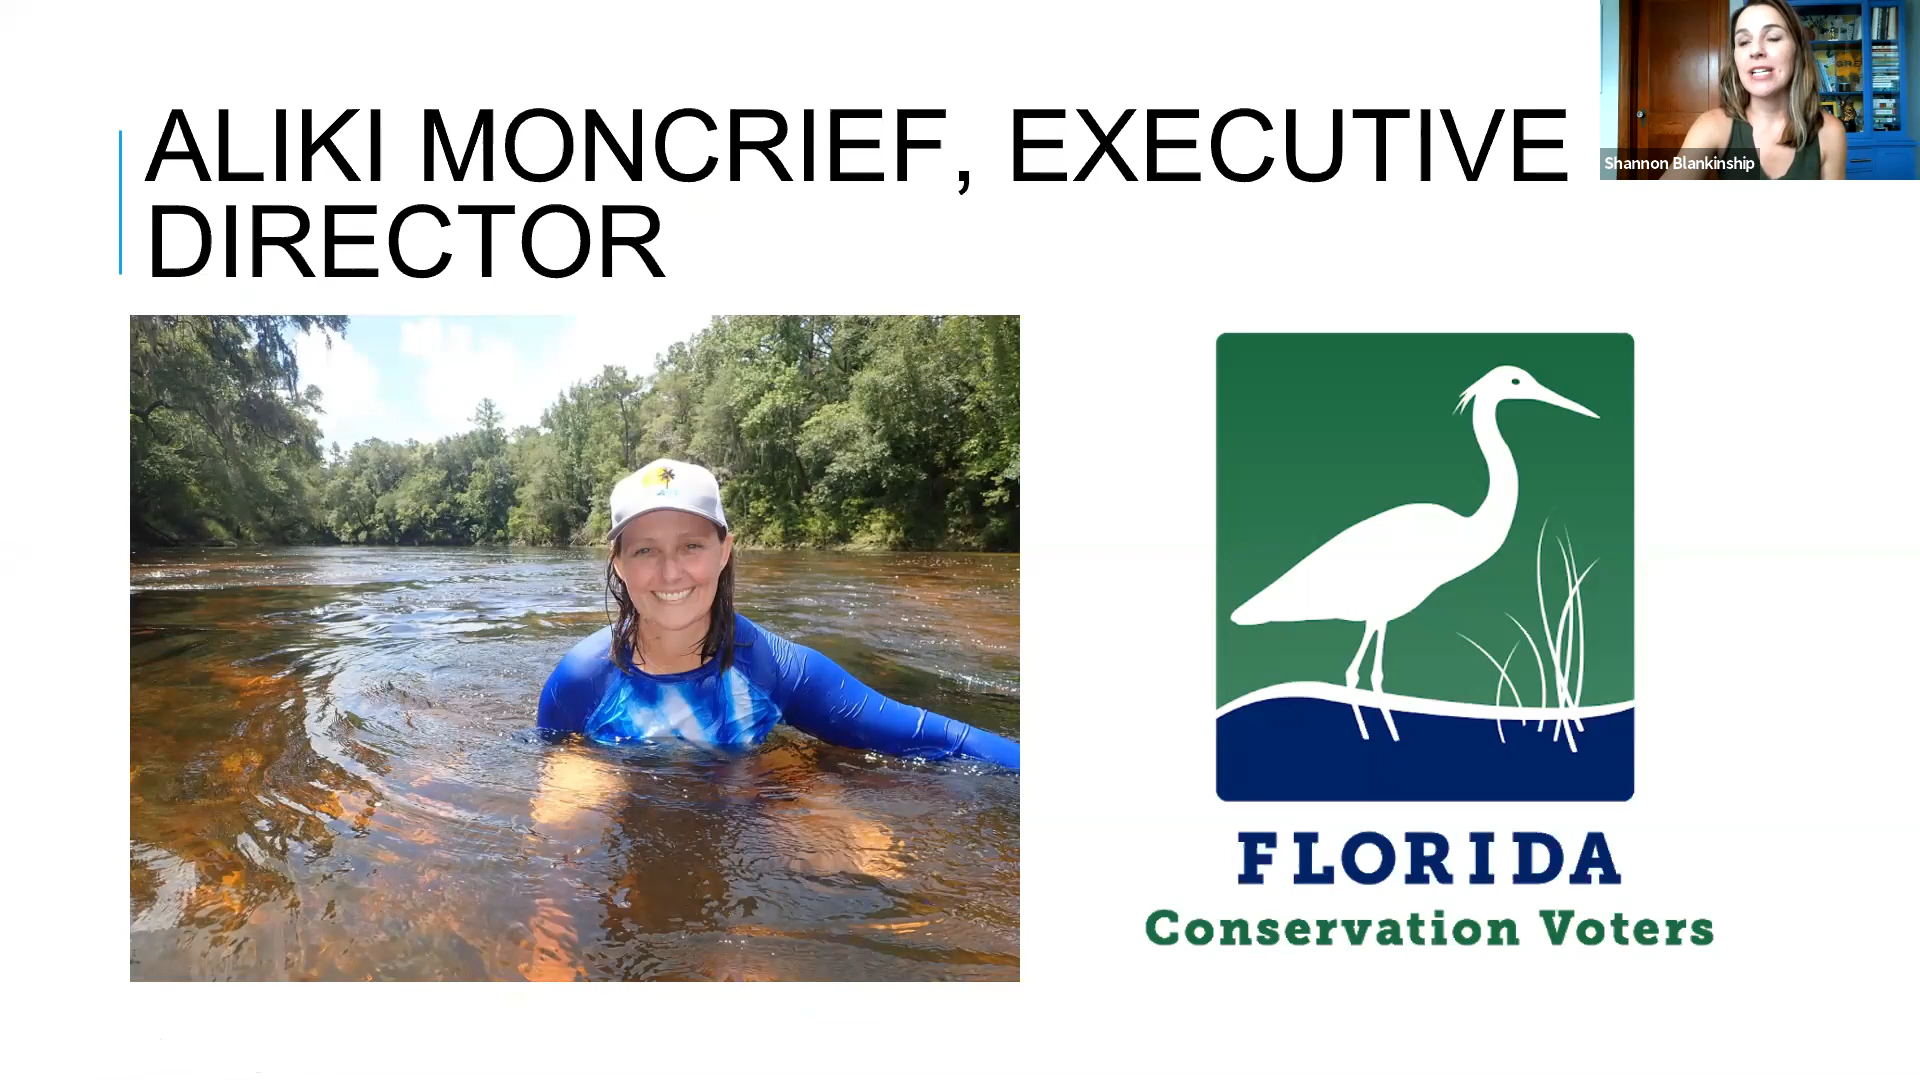 ALIKI MONCRIEF, EXECUTIVE
DIRECTOR
Shannon Blankinship
FLORIDA
Conservation Voters